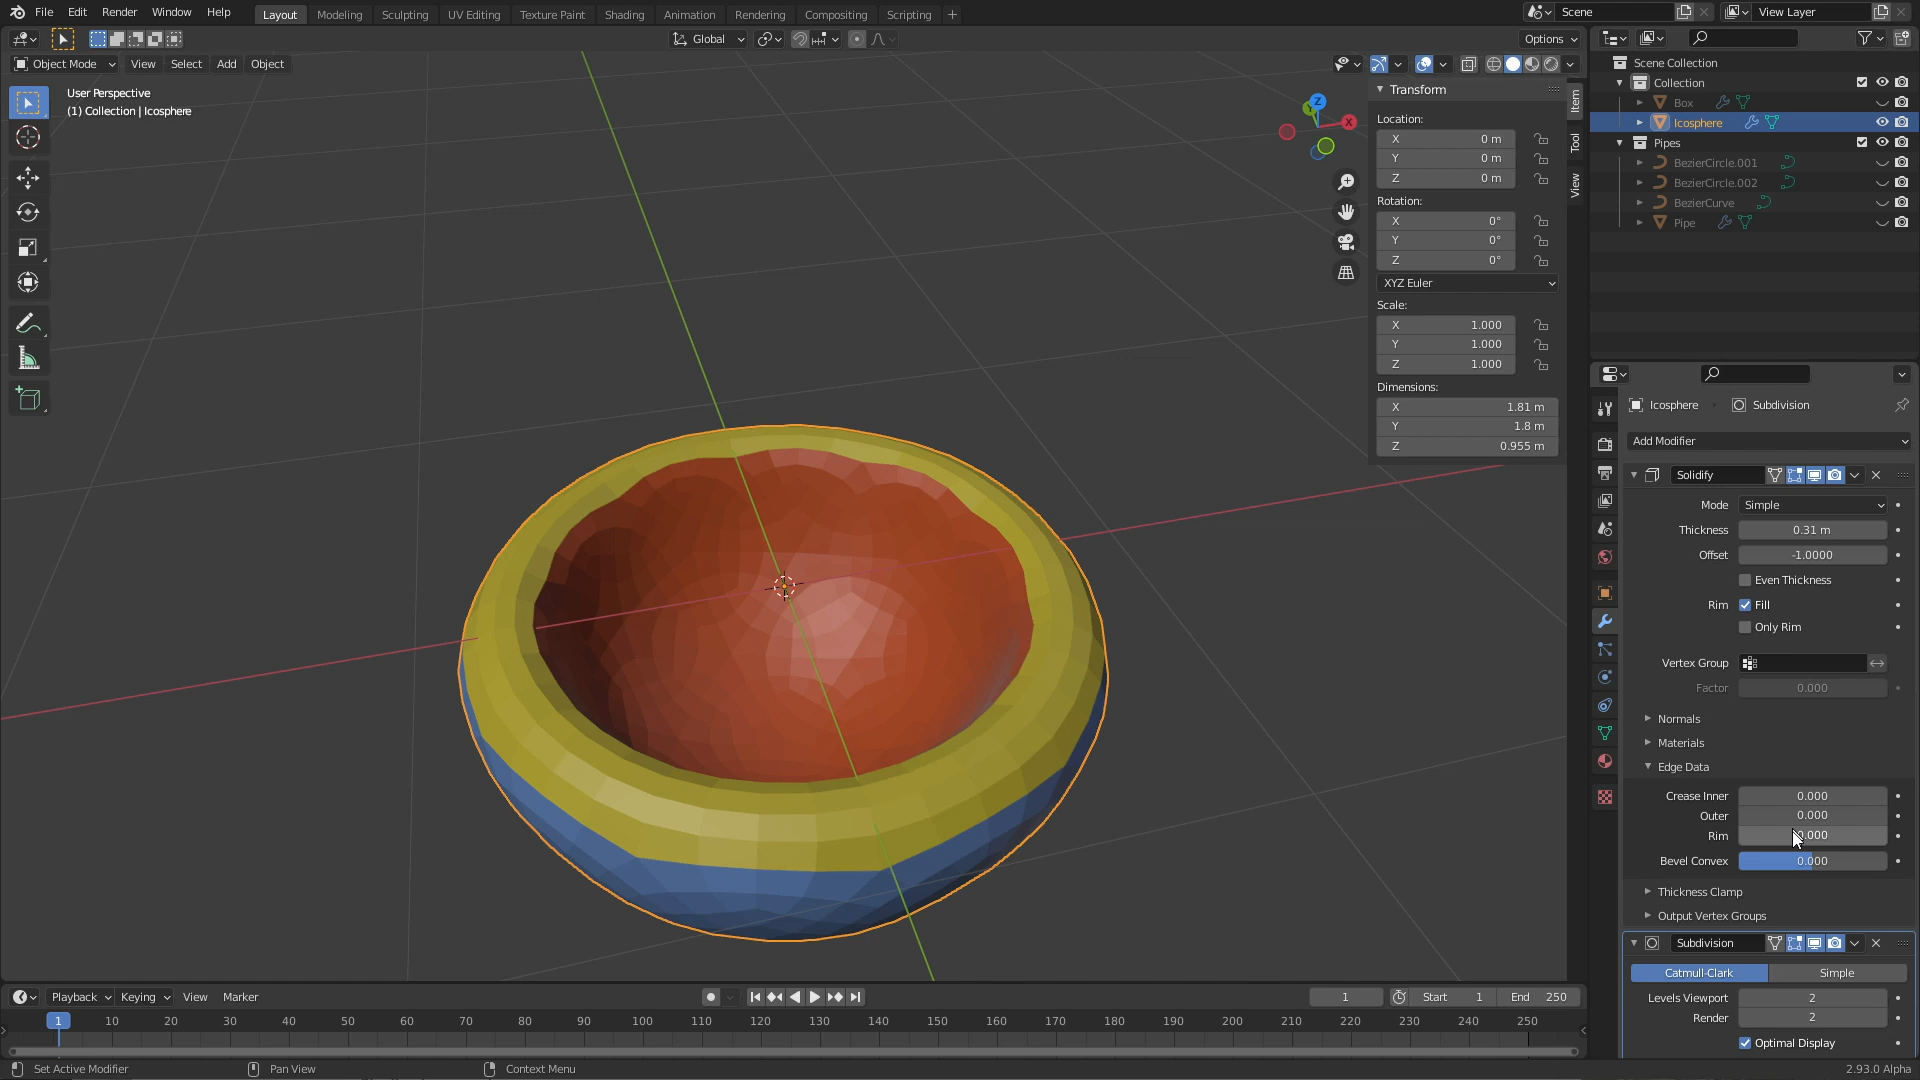 File Edit Render Window Help Layout Modeling Sculpting UV Editing Texture Paint Shading Animation Rendering Compositing Scripting + Scene View Layer
Global Options
Object Mode View Select Add Object
User Perspective
(1) Collection | Icosphere
Z
Y
X
Transform
Location:
X 0 m
Y 0 m
Z 0 m
Rotation:
X 0°
Y 0°
Z 0°
XYZ Euler
Scale:
X 1.000
Y 1.000
Z 1.000
Dimensions:
X 1.81 m
Y 1.8 m
Z 0.955 m
Item
Tool
View
Scene Collection
Collection
Box
Icosphere
Pipes
BezierCircle.001
BezierCircle.002
BezierCurve
Pipe
Icosphere Subdivision
Add Modifier
Solidify
Mode Simple
Thickness 0.31 m
Offset -1.0000
Even Thickness
Rim Fill
Only Rim
Vertex Group
Factor 0.000
Normals
Materials
Edge Data
Crease Inner 0.000
Outer 0.000
Rim 0.000
Bevel Convex 0.000
Thickness Clamp
Output Vertex Groups
Subdivision
Catmull-Clark Simple
Levels Viewport 2
Render 2
Optimal Display
Playback Keying View Marker 1 Start 1 End 250
1 10 20 30 40 50 60 70 80 90 100 110 120 130 140 150 160 170 180 190 200 210 220 230 240 250
Set Active Modifier Pan View Context Menu 2.93.0 Alpha